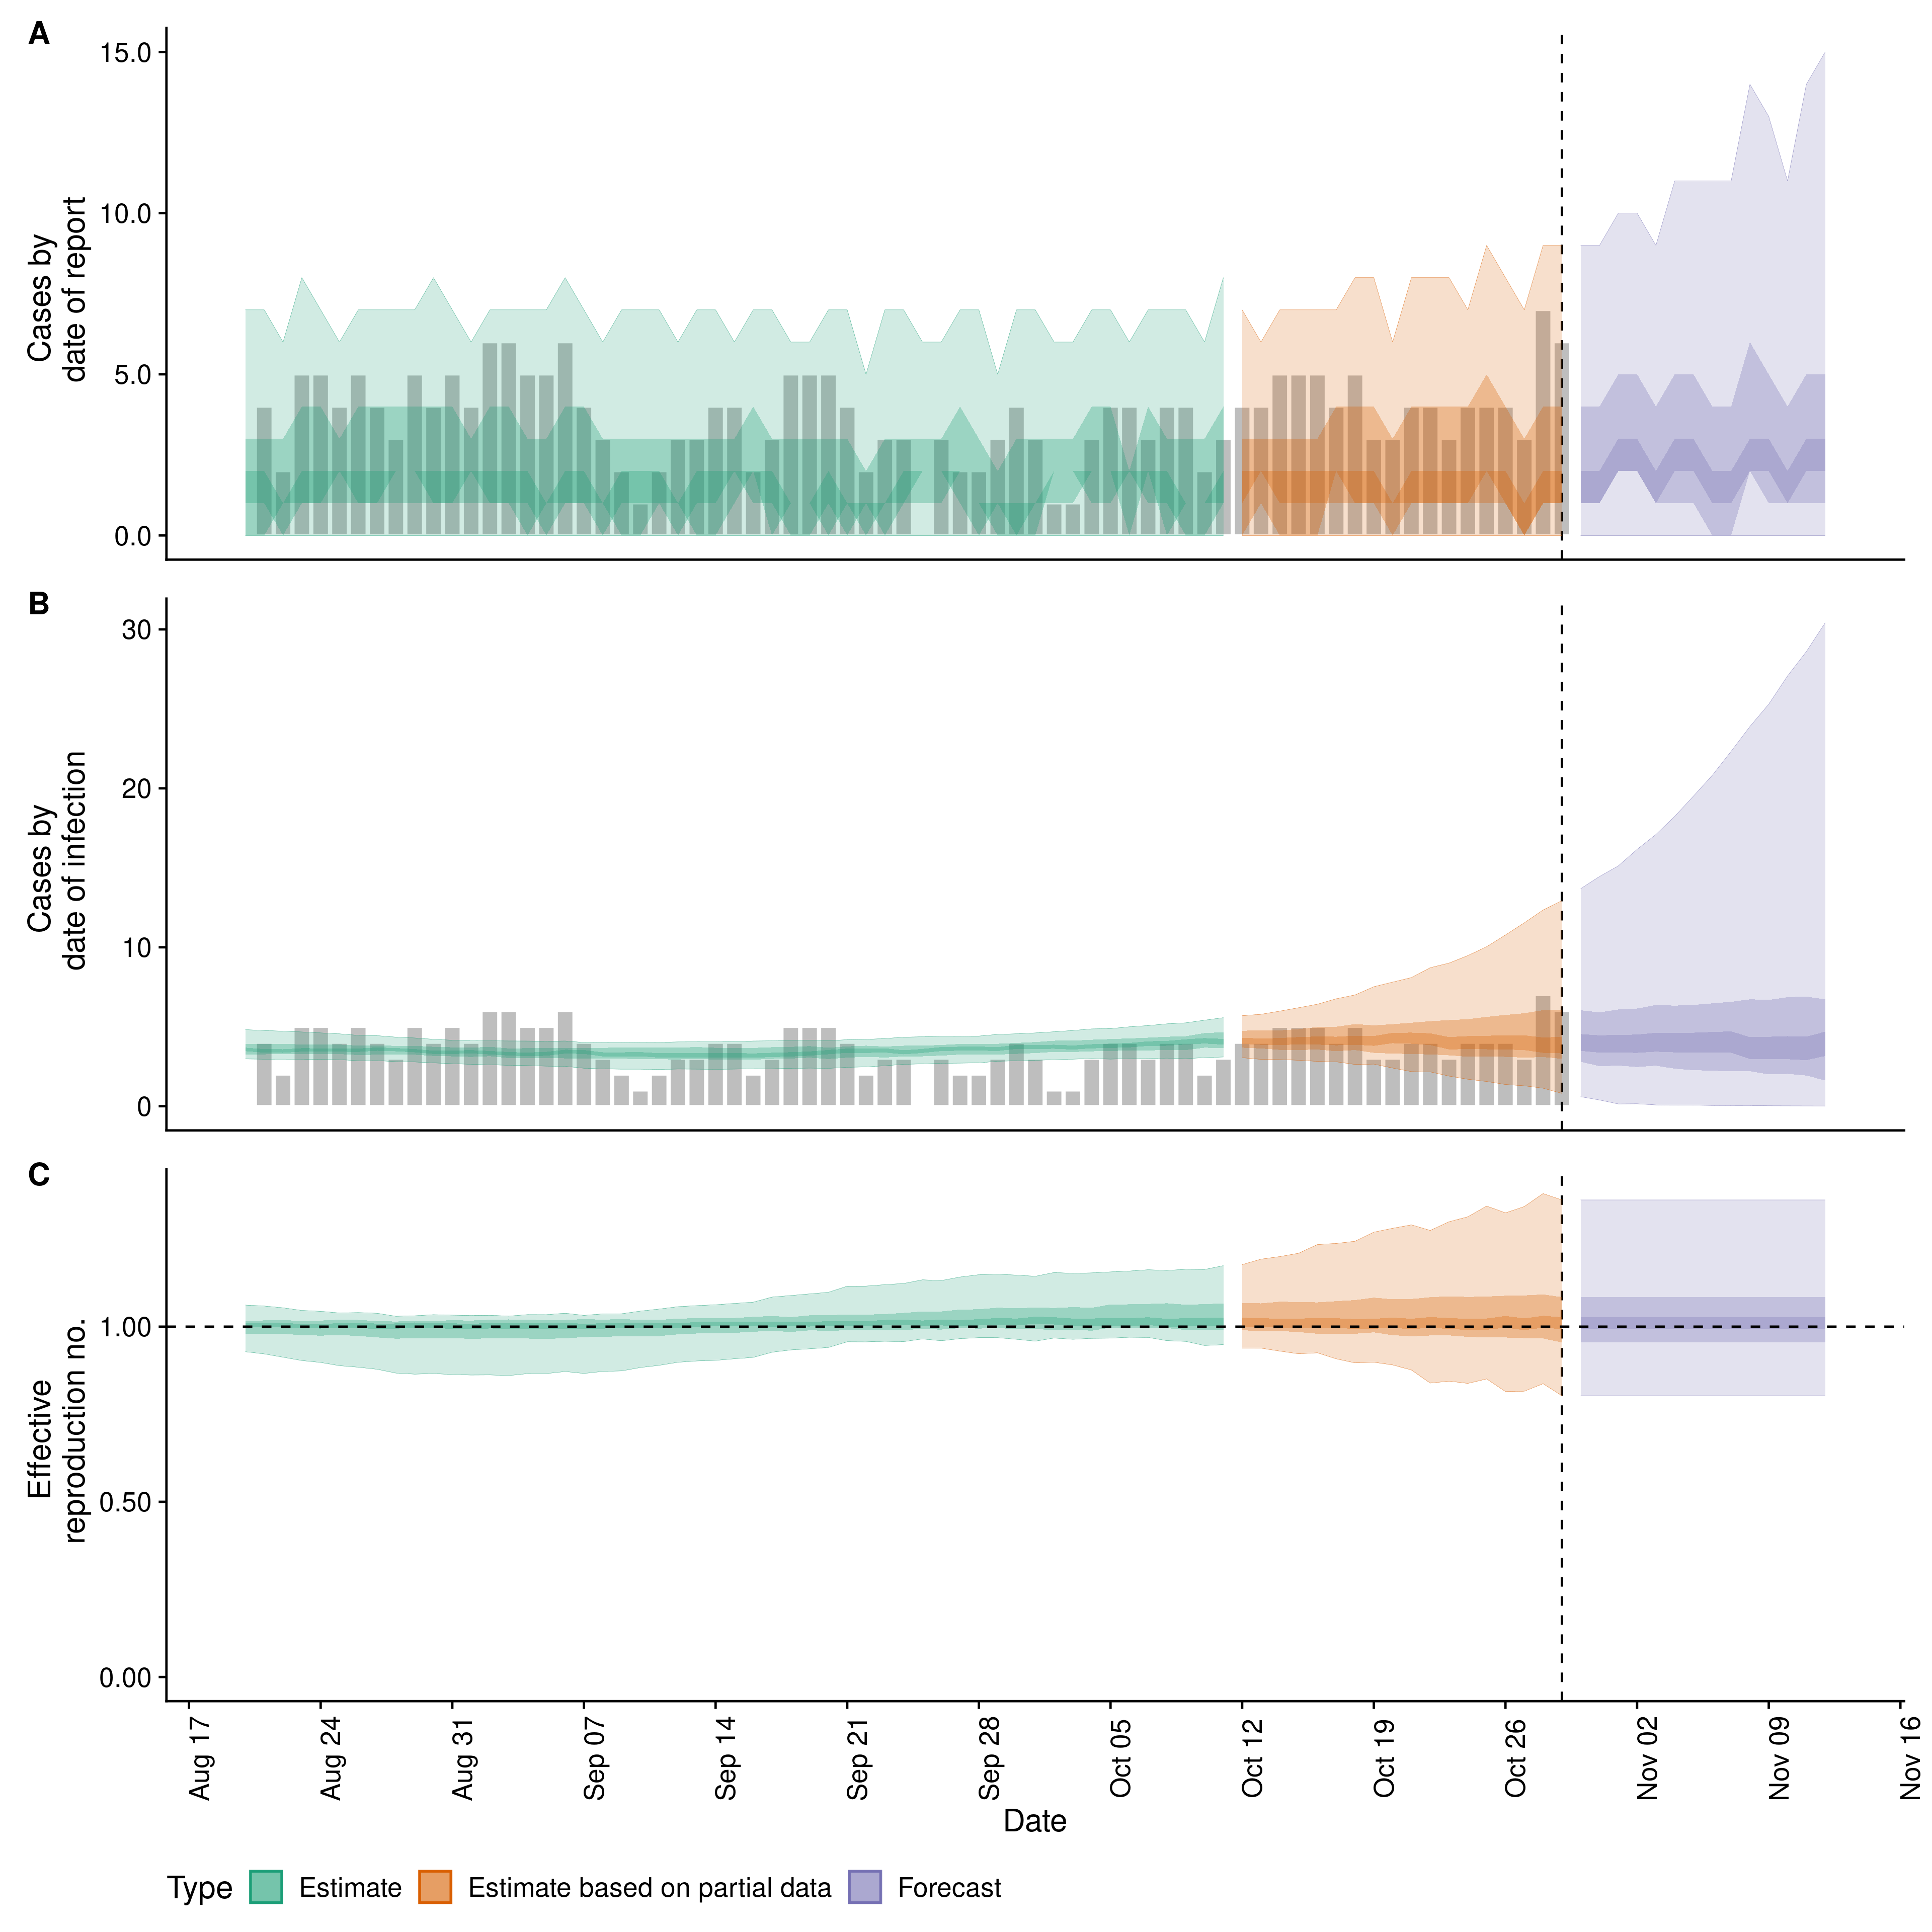 A
15.0
10.0
5.0
0.0
Cases by
date of report
B
30
20
10
0
Cases by
date of infection
C
1.00
0.50
0.00
Effective
reproduction no.
Aug 17
Aug 24
Aug 31
Sep 07
Sep 14
Sep 21
Sep 28
Oct 05
Oct 12
Oct 19
Oct 26
Nov 02
Nov 09
Nov 16
Date
Type Estimate Estimate based on partial data Forecast